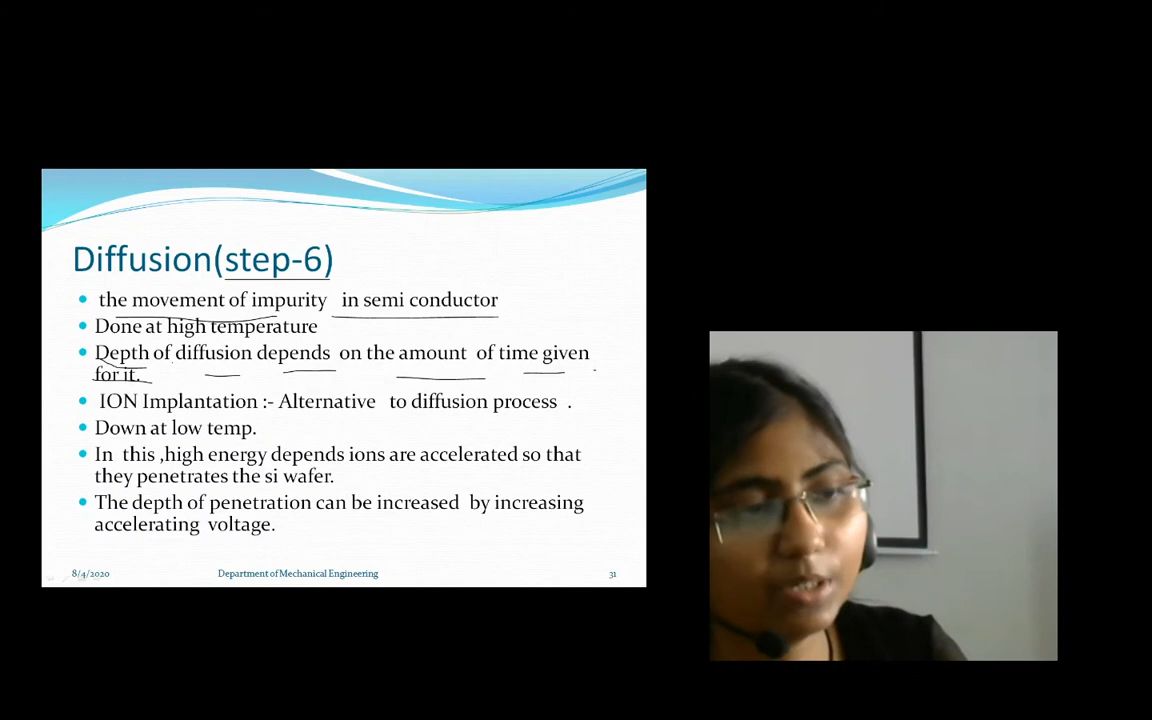 Diffusion(step-6)
the movement of impurity in semi conductor
Done at high temperature
Depth of diffusion depends on the amount of time given
for it.
ION Implantation :- Alternative to diffusion process .
Down at low temp.
In this ,high energy depends ions are accelerated so that
they penetrates the si wafer.
The depth of penetration can be increased by increasing
accelerating voltage.
8/4/2020 Department of Mechanical Engineering 31